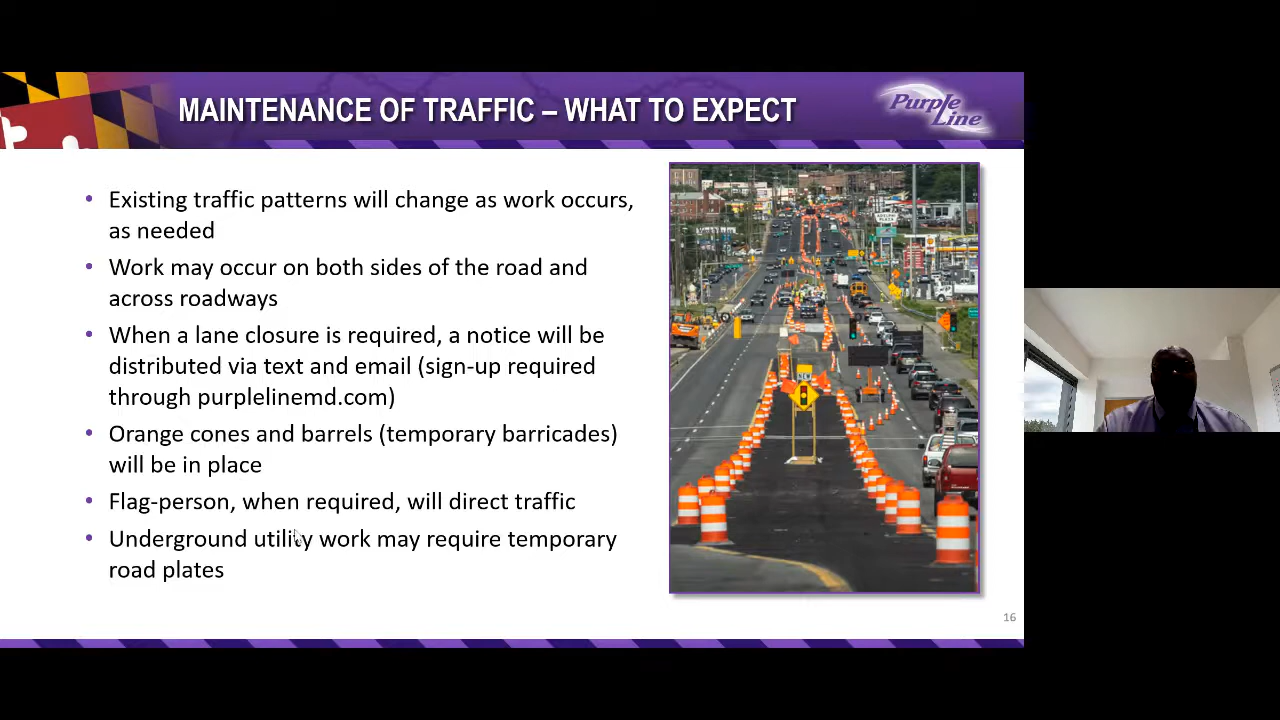 MAINTENANCE OF TRAFFIC – WHAT TO EXPECT
Purple
Line
• Existing traffic patterns will change as work occurs,
as needed
• Work may occur on both sides of the road and
across roadways
• When a lane closure is required, a notice will be
distributed via text and email (sign-up required
through purplelinemd.com)
• Orange cones and barrels (temporary barricades)
will be in place
• Flag-person, when required, will direct traffic
• Underground utility work may require temporary
road plates
NEW
16